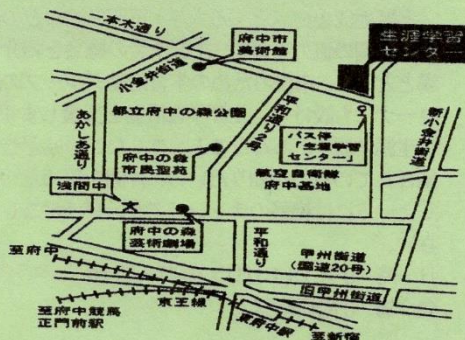 一本木通り
府中市
美術館
生涯学習
センター
小金井街道
都立府中の森公園
平和通り2号
バス停
「生涯学習
センター」
新小金井街道
あかしあ通り
府中の森
市民聖苑
航空自衛隊
府中基地
浅間中
府中の森
芸術劇場
平和通り
甲州街道
(国道20号)
至府中
旧甲州街道
京王線
至府中競馬
正門前駅
東府中駅
至新宿